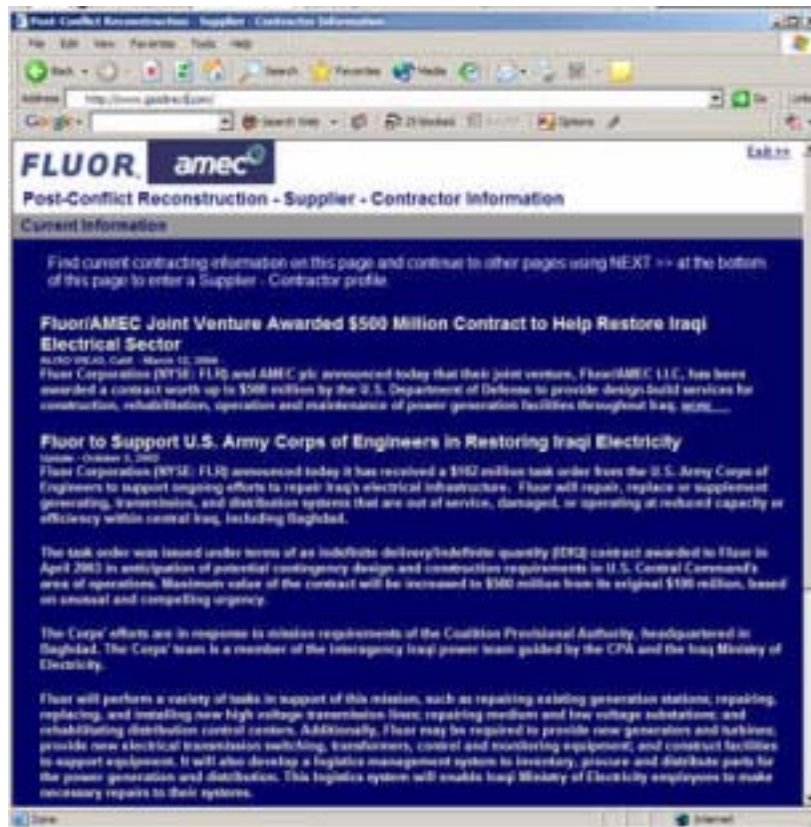 Post-Conflict Reconstruction - Supplier - Contractor Information
File Edit View Favorites Tools Help
Back Search Favorites Media
Address
Go
Google Search Web Options
FLUOR amec Exit >>
Post-Conflict Reconstruction - Supplier - Contractor Information
Current Information
Find current contracting information on this page and continue to other pages using NEXT >> at the bottom
of this page to enter a Supplier - Contractor profile.
Fluor/AMEC Joint Venture Awarded $500 Million Contract to Help Restore Iraqi
Electrical Sector
ALISO VIEJO, Calif. - March 12, 2004 -
Fluor Corporation (NYSE: FLR) and AMEC plc announced today that their joint venture, Fluor/AMEC LLC, has been
awarded a contract worth up to $500 million by the U.S. Department of Defense to provide design-build services for
construction, rehabilitation, operation and maintenance of power generation facilities throughout Iraq.
Fluor to Support U.S. Army Corps of Engineers in Restoring Iraqi Electricity
Update - October 3, 2003
Fluor Corporation (NYSE: FLR) announced today it has received a $102 million task order from the U.S. Army Corps of
Engineers to support ongoing efforts to repair Iraq's electrical infrastructure. Fluor will repair, replace or supplement
generating, transmission, and distribution systems that are out of service, damaged, or operating at reduced capacity or
efficiency within central Iraq, including Baghdad.
The task order was issued under terms of an indefinite delivery/indefinite quantity (IDIQ) contract awarded to Fluor in
April 2003 in anticipation of potential contingency design and construction requirements in U.S. Central Command's
area of operations. Maximum value of the contract will be increased to $500 million from its original $100 million, based
on unusual and compelling urgency.
The Corps' efforts are in response to mission requirements of the Coalition Provisional Authority, headquartered in
Baghdad. The Corps' team is a member of the interagency Iraqi power team guided by the CPA and the Iraq Ministry of
Electricity.
Fluor will perform a variety of tasks in support of this mission, such as repairing existing generation stations; repairing,
replacing, and installing new high voltage transmission lines; repairing medium and low voltage substations; and
rehabilitating distribution control centers. Additionally, Fluor may be required to provide new generators and turbines;
provide new electrical transmission switching, transformers, control and monitoring equipment; and construct facilities
to support equipment. It will also develop a logistics management system to inventory, procure and distribute parts for
the power generation and distribution. This logistics system will enable Iraqi Ministry of Electricity employees to make
necessary repairs to their systems.
Done Internet